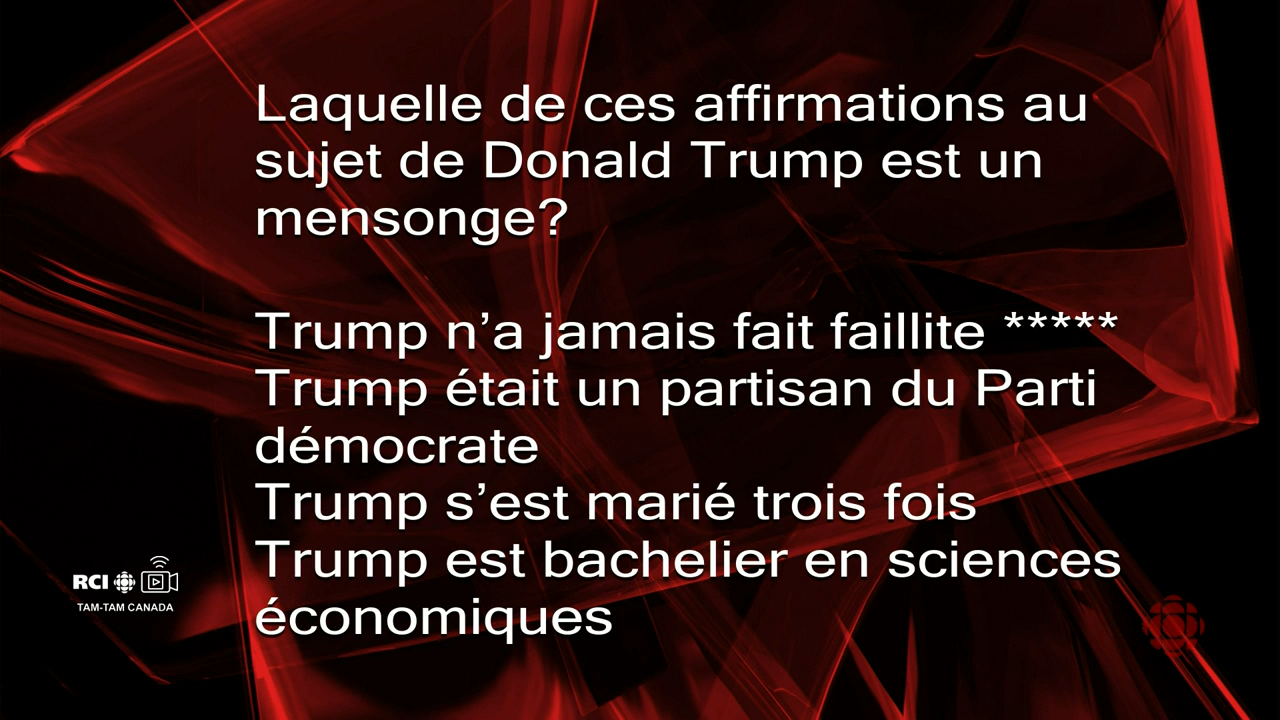 Laquelle de ces affirmations au
sujet de Donald Trump est un
mensonge?
Trump n’a jamais fait faillite *****
Trump était un partisan du Parti
démocrate
Trump s’est marié trois fois
Trump est bachelier en sciences
économiques
RCI
TAM-TAM CANADA